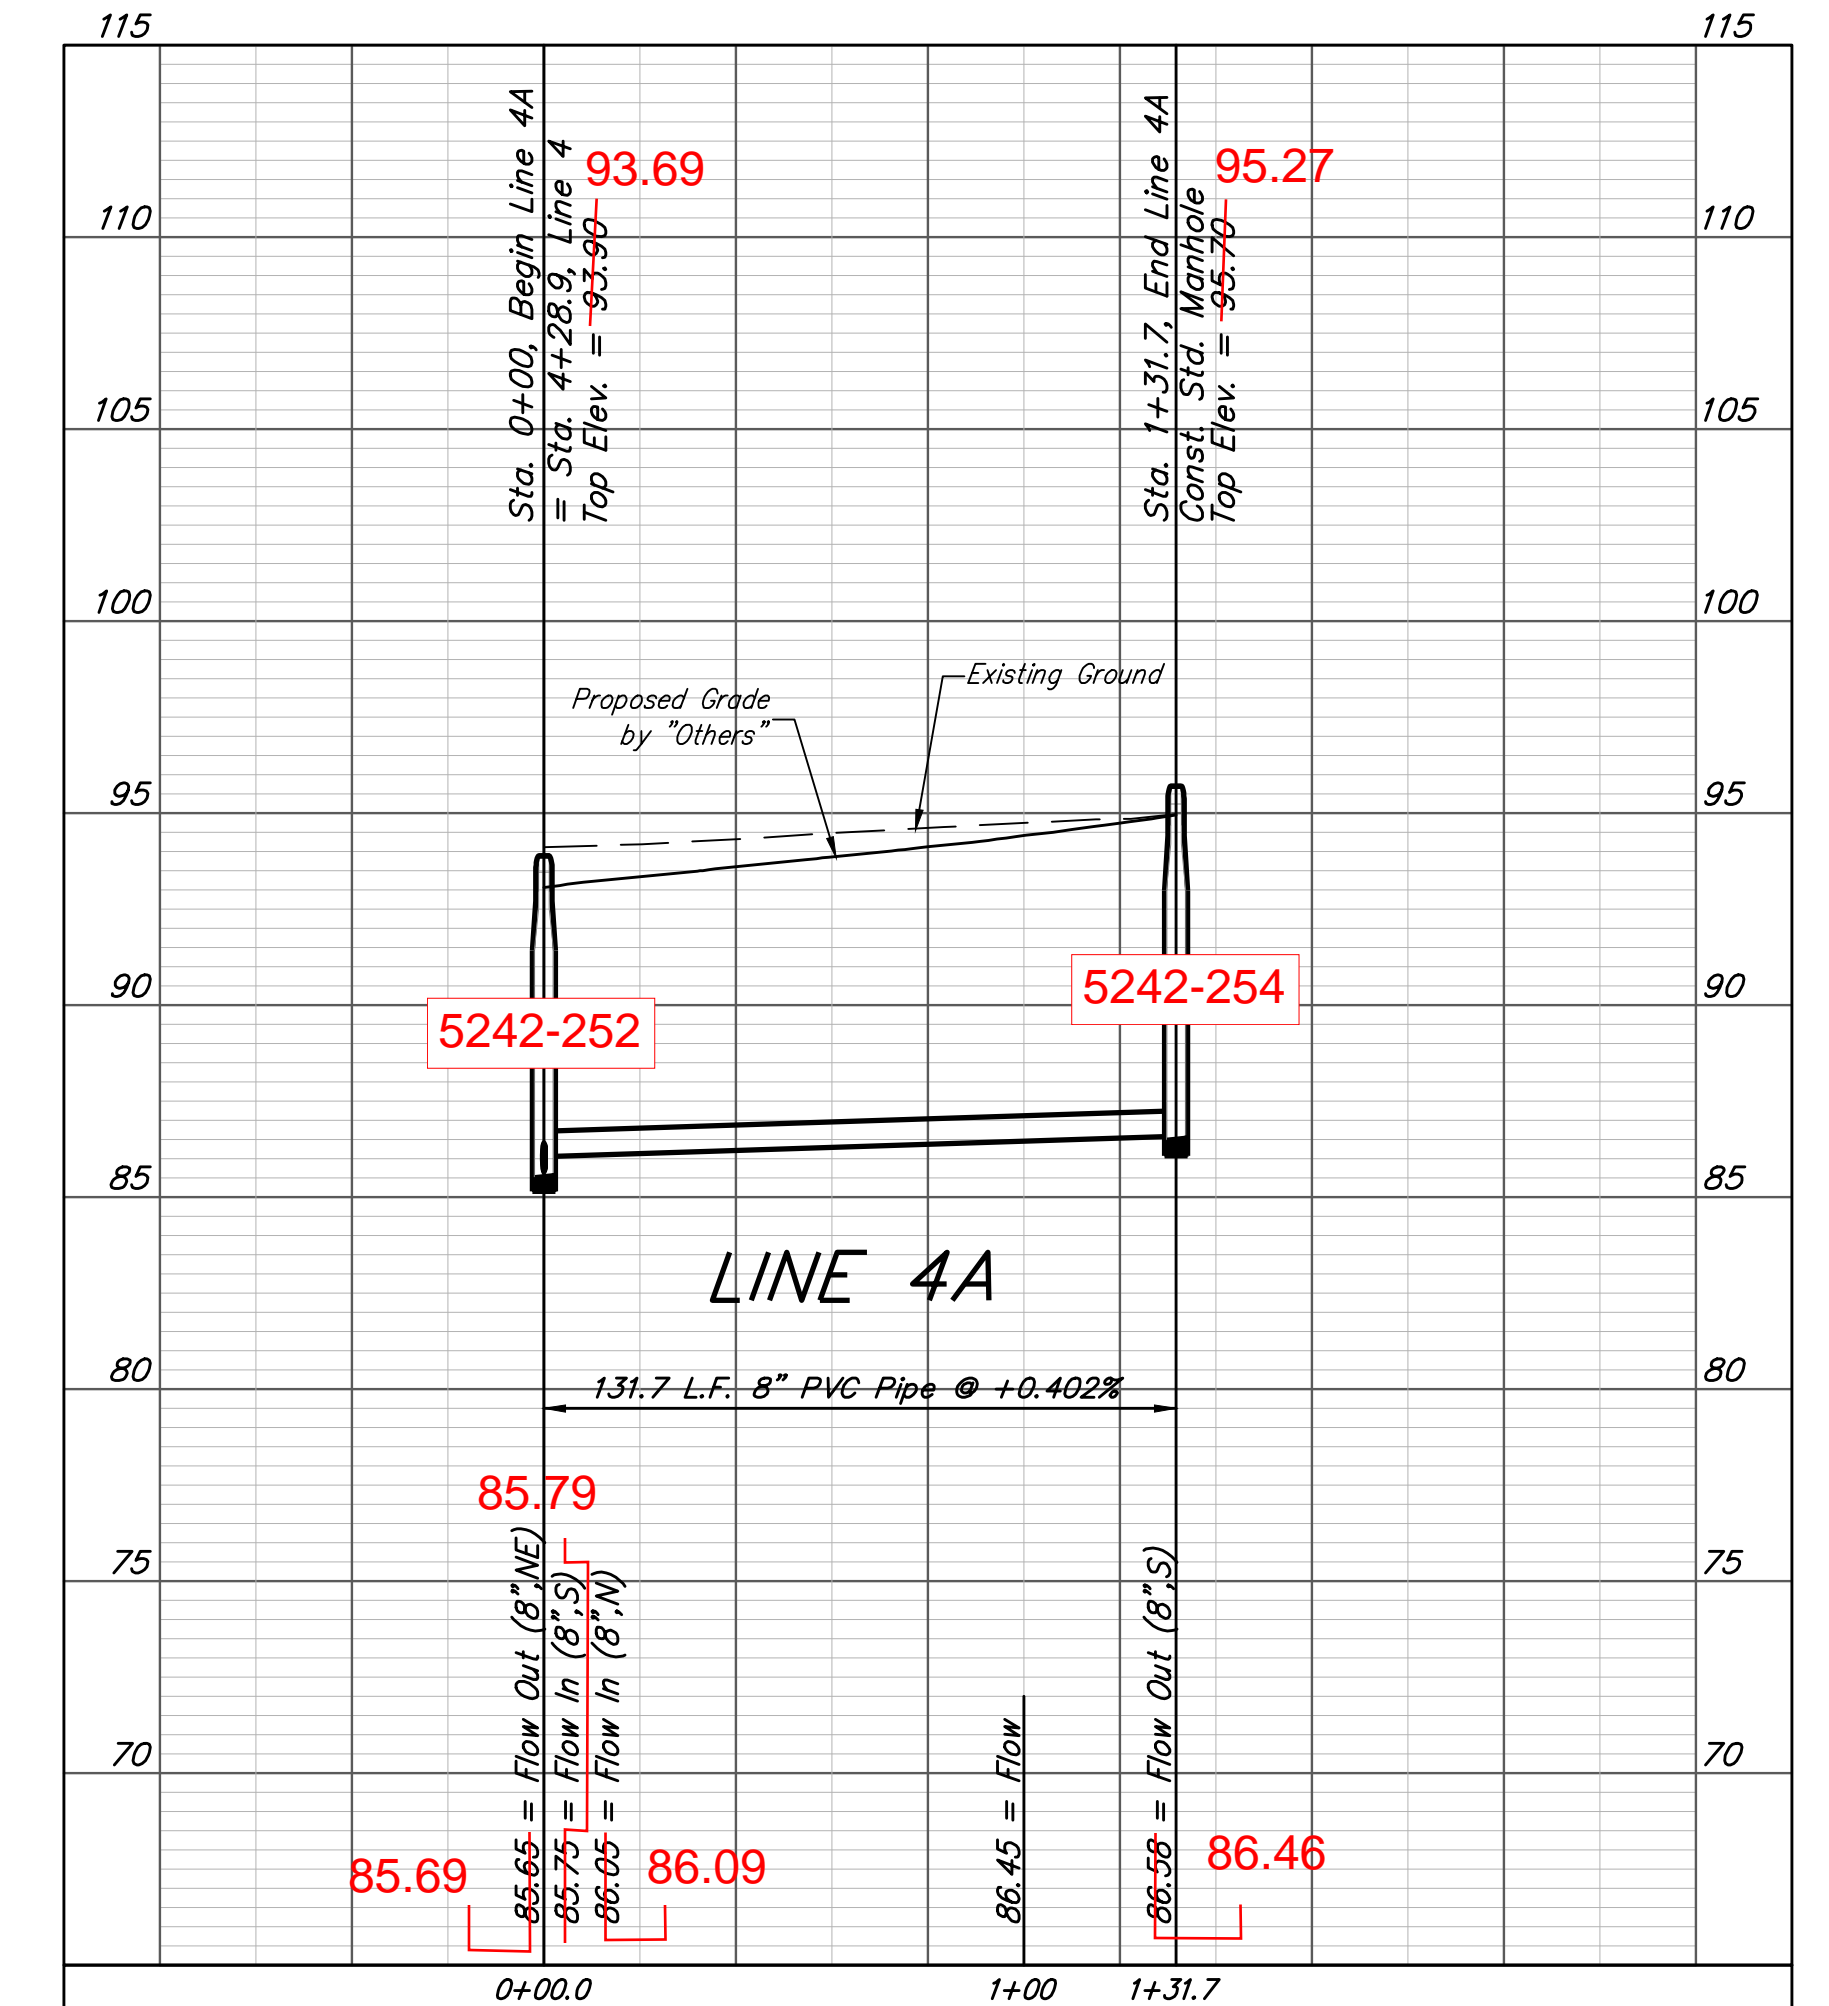 115
115
Sta. 0+00, Begin Line 4A
= Sta. 4+28.9, Line 4
Top Elev. = 93.90
93.69
Sta. 1+31.7, End Line 4A
Const. Std. Manhole
Top Elev. = 95.70
95.27
110
110
105
105
100
100
Existing Ground
Proposed Grade
by "Others"
95
95
90
90
5242-252
5242-254
85
85
LINE 4A
80
80
131.7 L.F. 8" PVC Pipe @ +0.402%
85.79
75
75
85.65 = Flow Out (8",NE)
85.75 = Flow In (8",S)
86.05 = Flow In (8",N)
86.45 = Flow
86.58 = Flow Out (8",S)
70
70
85.69
86.09
86.46
0+00.0
1+00
1+31.7